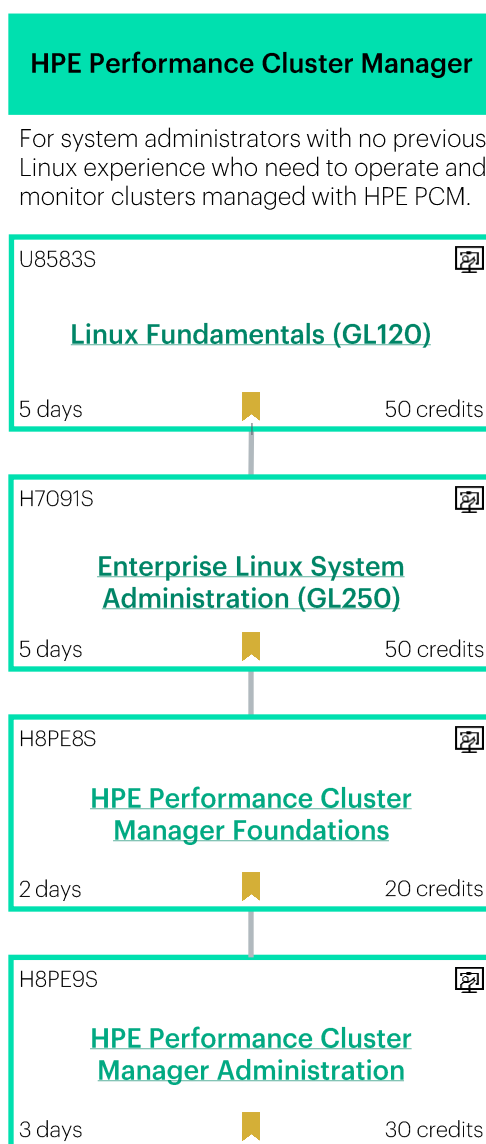 HPE Performance Cluster Manager
For system administrators with no previous
Linux experience who need to operate and
monitor clusters managed with HPE PCM.
U8583S
Linux Fundamentals (GL120)
5 days 50 credits
H7091S
Enterprise Linux System
Administration (GL250)
5 days 50 credits
H8PE8S
HPE Performance Cluster
Manager Foundations
2 days 20 credits
H8PE9S
HPE Performance Cluster
Manager Administration
3 days 30 credits